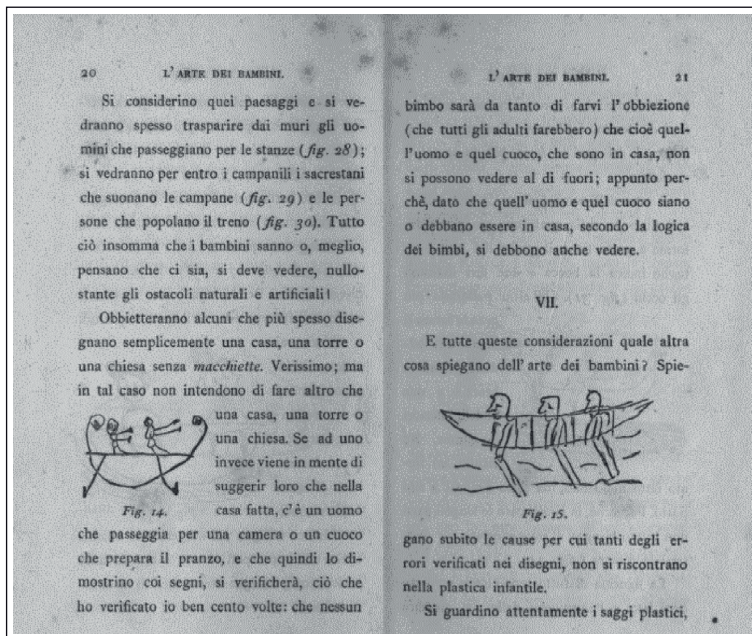 20 L' ARTE DEI BAMBINI.
Si considerino quei paesaggi e si ve-
dranno spesso trasparire dai muri gli uo-
mini che passeggiano per le stanze (fig. 28);
si vedranno per entro i campanili i sacrestani
che suonano le campane (fig. 29) e le per-
sone che popolano il treno (fig. 30). Tutto
ciò insomma che i bambini sanno o, meglio,
pensano che ci sia, si deve vedere, nullo-
stante gli ostacoli naturali e artificiali!
Obbietteranno alcuni che più spesso dise-
gnano semplicemente una casa, una torre o
una chiesa senza macchiette. Verissimo; ma
in tal caso non intendono di fare altro che
una casa, una torre o
una chiesa. Se ad uno
invece viene in mente di
suggerir loro che nella
Fig. 14. casa fatta, c'è un uomo
che passeggia per una camera o un cuoco
che prepara il pranzo, e che quindi lo di-
mostrino coi segni, si verificherà, ciò che
ho verificato io ben cento volte: che nessun
L' ARTE DEI BAMBINI. 21
bimbo sarà da tanto di farvi l'obbiezione
(che tutti gli adulti farebbero) che cioè quel-
l'uomo e quel cuoco, che sono in casa, non
si possono vedere al di fuori; appunto per-
chè, dato che quell' uomo e quel cuoco siano
o debbano essere in casa, secondo la logica
dei bimbi, si debbono anche vedere.
VII.
E tutte queste considerazioni quale altra
cosa spiegano dell' arte dei bambini? Spie-
Fig. 15.
gano subito le cause per cui tanti degli er-
rori verificati nei disegni, non si riscontrano
nella plastica infantile.
Si guardino attentamente i saggi plastici,